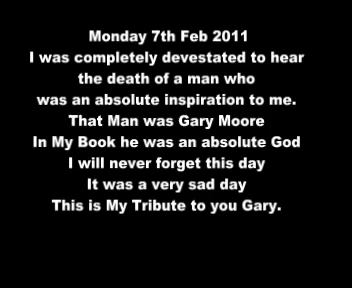 Monday 7th Feb 2011
I was completely devestated to hear
the death of a man who
was an absolute inspiration to me.
That Man was Gary Moore
In My Book he was an absolute God
I will never forget this day
It was a very sad day
This is My Tribute to you Gary.